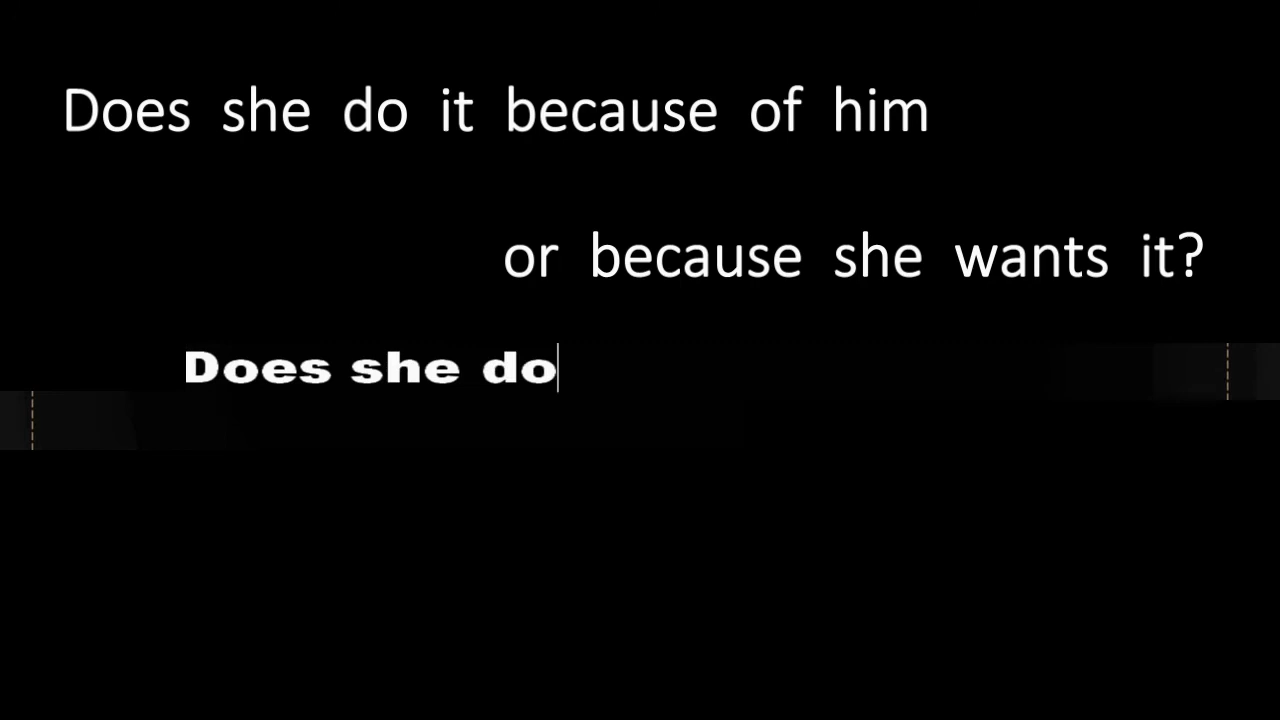 Does she do it because of him
or because she wants it?
Does she do